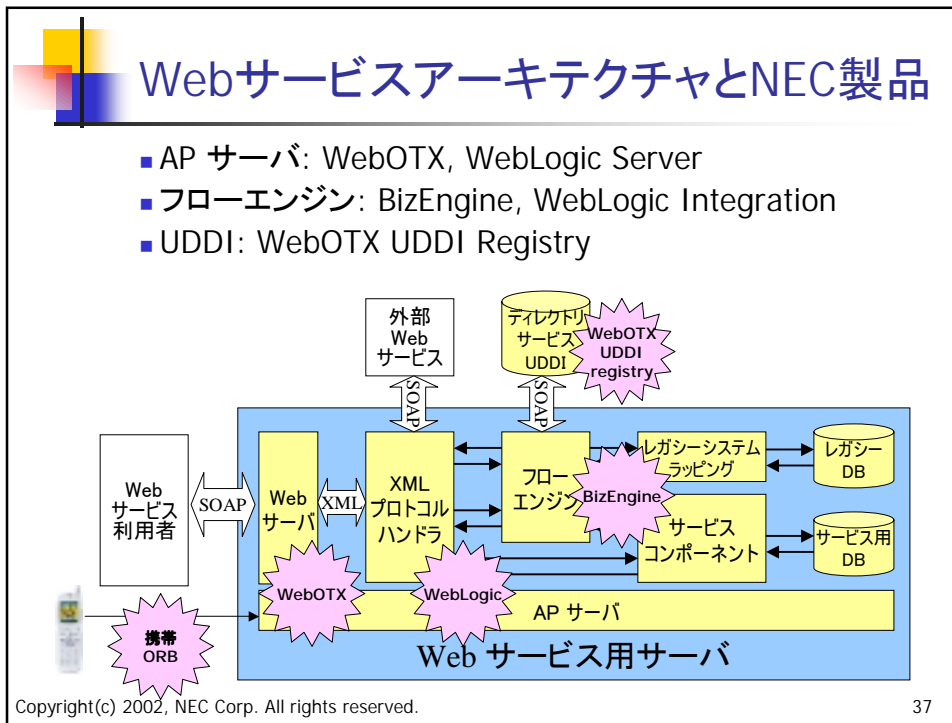 WebサービスアーキテクチャとNEC製品
AP サーバ: WebOTX, WebLogic Server
フローエンジン: BizEngine, WebLogic Integration
UDDI: WebOTX UDDI Registry
外部
Web
サービス
ディレクトリ
サービス
UDDI
WebOTX
UDDI
registry
SOAP
SOAP
Web
サービス
利用者
SOAP
Web
サーバ
XML
XML
プロトコル
ハンドラ
フロー
エンジン
BizEngine
レガシーシステム
ラッピング
レガシー
DB
サービス
コンポーネント
サービス用
DB
WebOTX
WebLogic
AP サーバ
携帯
ORB
Web サービス用サーバ
Copyright(c) 2002, NEC Corp. All rights reserved.
37